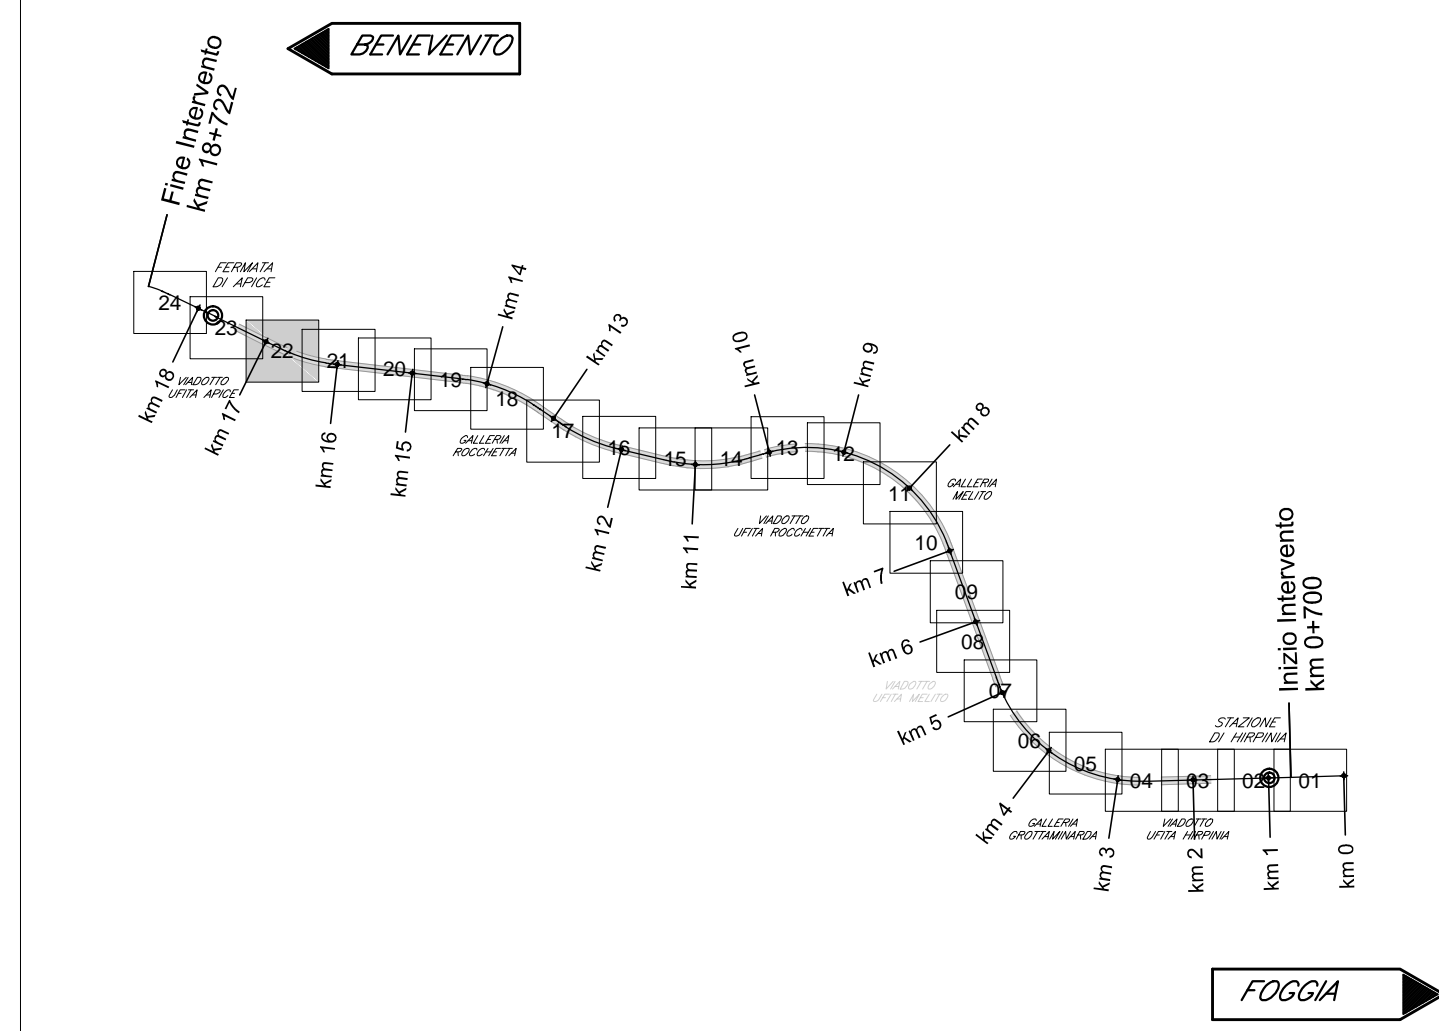 BENEVENTO
Fine Intervento
km 18+722
FERMATA
DI APICE
24
23
22
21
20
19
18
17
16
15
14
13
12
11
10
09
08
07
06
05
04
03
02
01
km 18
VIADOTTO
UFITA APICE
km 17
km 16
km 15
km 14
GALLERIA
ROCCHETTA
km 13
km 12
km 11
km 10
VIADOTTO
UFITA ROCCHETTA
km 9
km 8
GALLERIA
MELITO
km 7
km 6
VIADOTTO
UFITA MELITO
km 5
km 4
GALLERIA
GROTTAMINARDA
km 3
VIADOTTO
UFITA HIRPINIA
km 2
STAZIONE
DI HIRPINIA
km 1
Inizio Intervento
km 0+700
km 0
FOGGIA